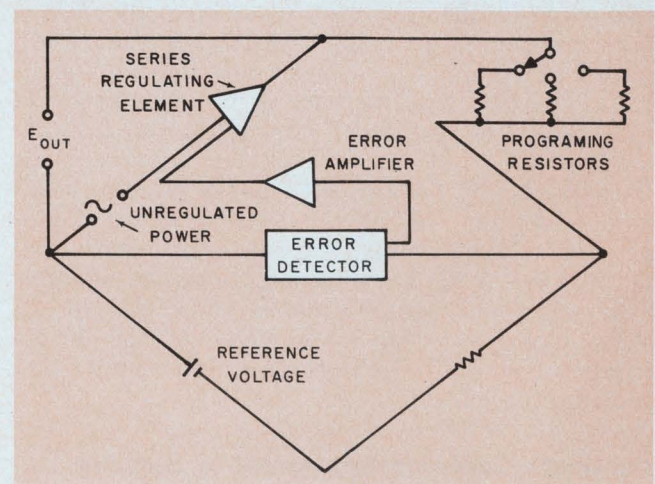 SERIES
REGULATING
ELEMENT
E OUT
ERROR
AMPLIFIER
PROGRAMING
RESISTORS
UNREGULATED
POWER
ERROR
DETECTOR
REFERENCE
VOLTAGE